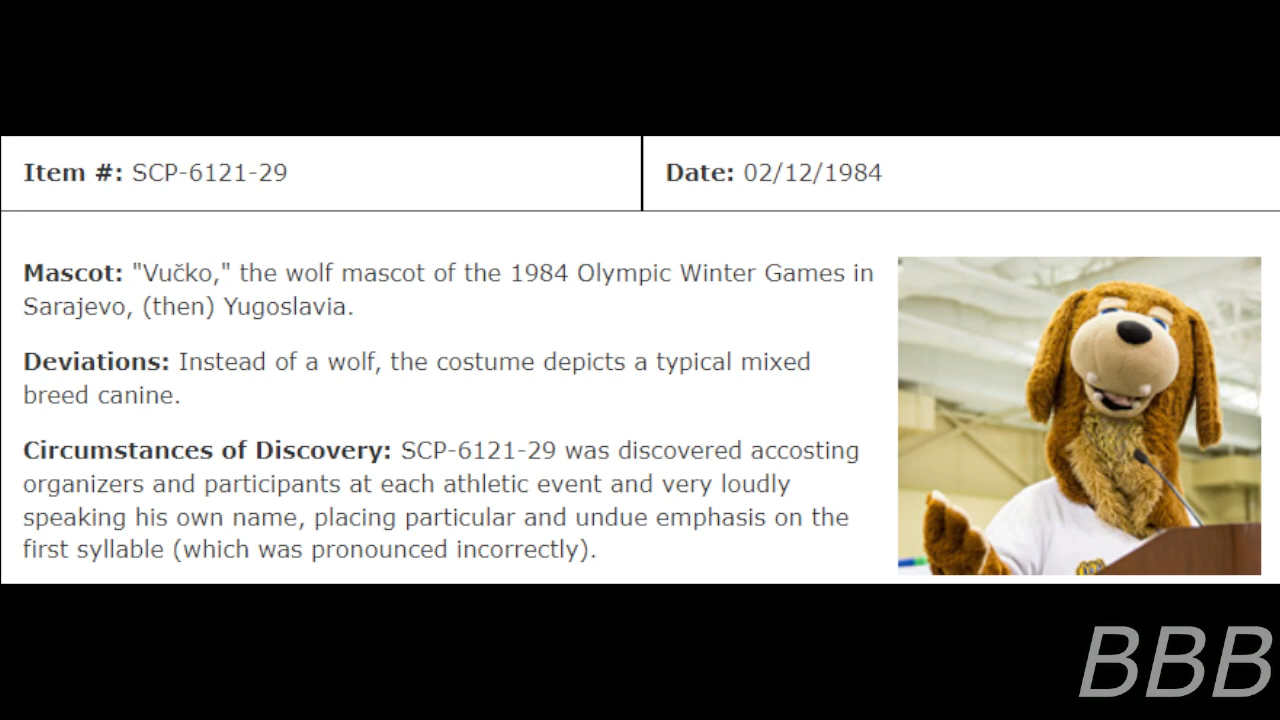 Item #: SCP-6121-29
Date: 02/12/1984
Mascot: "Vučko," the wolf mascot of the 1984 Olympic Winter Games in
Sarajevo, (then) Yugoslavia.
Deviations: Instead of a wolf, the costume depicts a typical mixed
breed canine.
Circumstances of Discovery: SCP-6121-29 was discovered accosting
organizers and participants at each athletic event and very loudly
speaking his own name, placing particular and undue emphasis on the
first syllable (which was pronounced incorrectly).
BBB